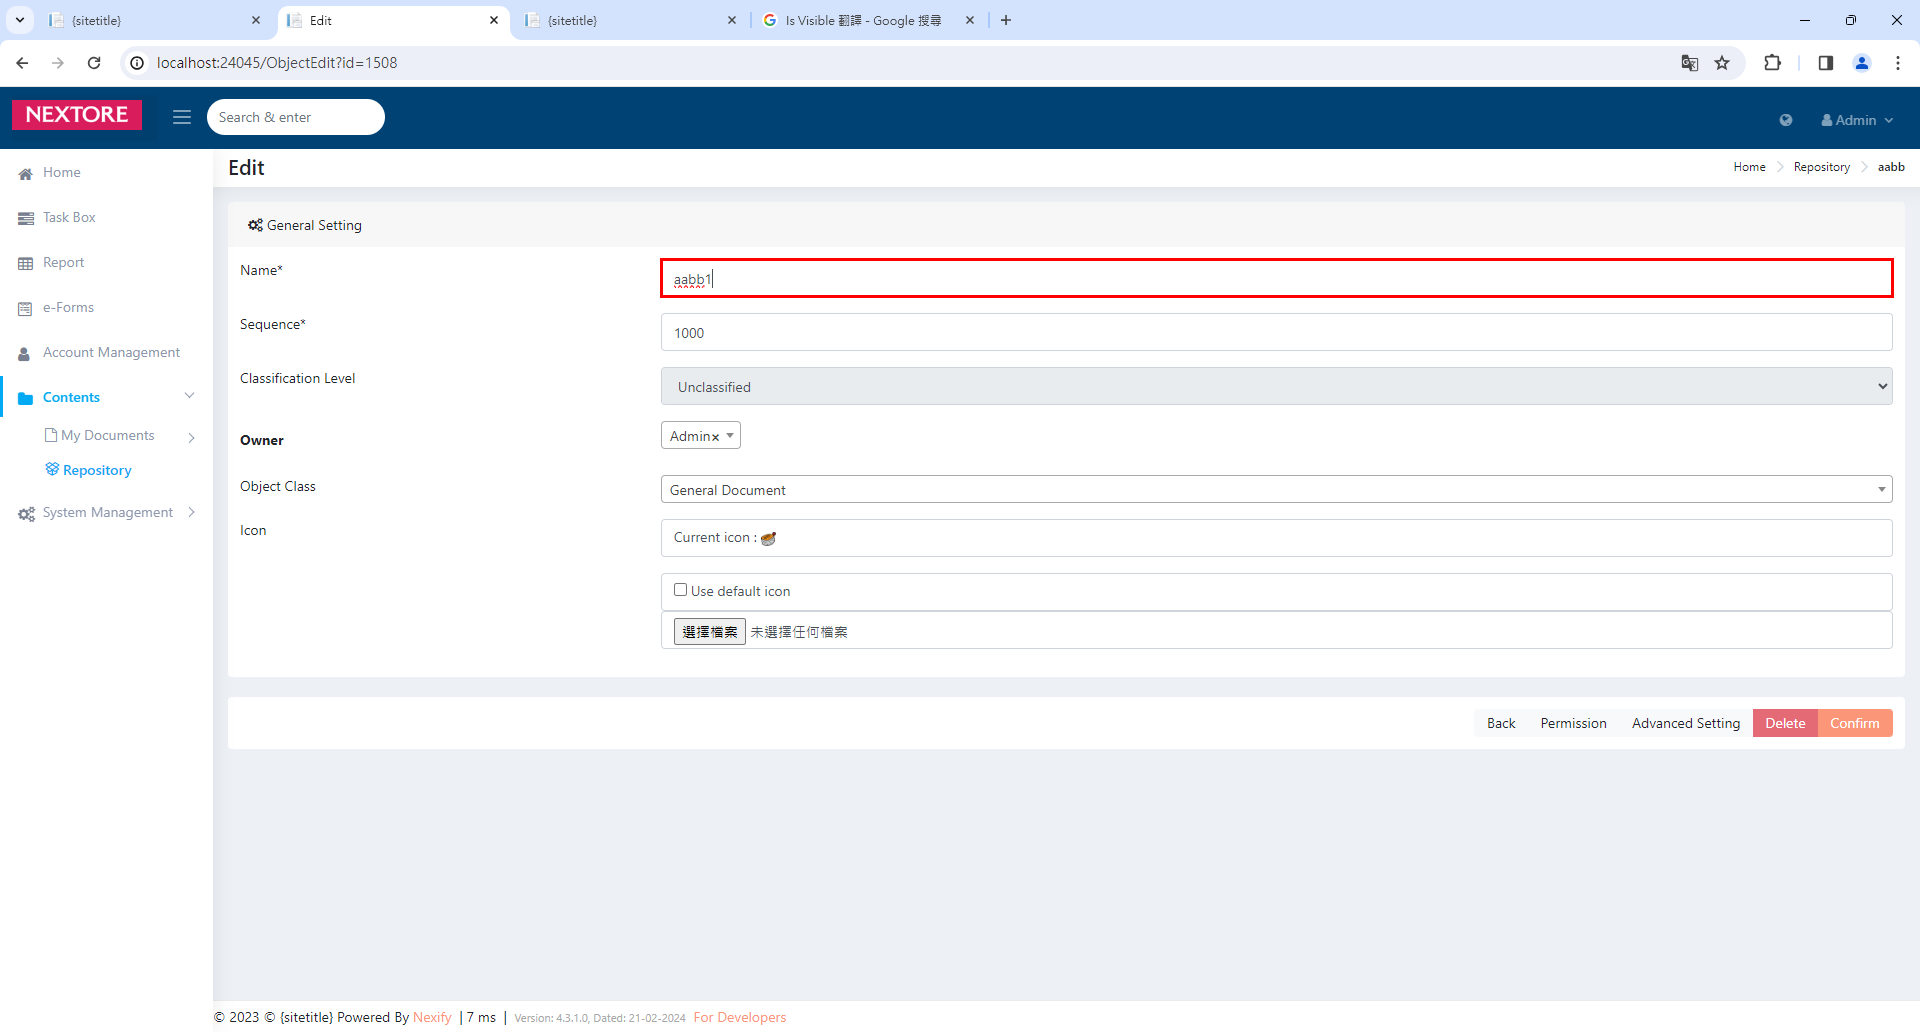 {sitetitle}
Edit
{sitetitle}
Is Visible 翻譯 - Google 搜尋
localhost:24045/ObjectEdit?id=1508
NEXTORE
Search & enter
Admin
Home
Task Box
Report
e-Forms
Account Management
Contents
My Documents
Repository
System Management
Edit
Home
Repository
aabb
General Setting
Name*
aabb1
Sequence*
1000
Classification Level
Unclassified
Owner
Admin×
Object Class
General Document
Icon
Current icon :
Use default icon
選擇檔案 未選擇任何檔案
Back
Permission
Advanced Setting
Delete
Confirm
© 2023 © {sitetitle} Powered By Nexify | 7 ms | Version: 4.3.1.0, Dated: 21-02-2024 For Developers